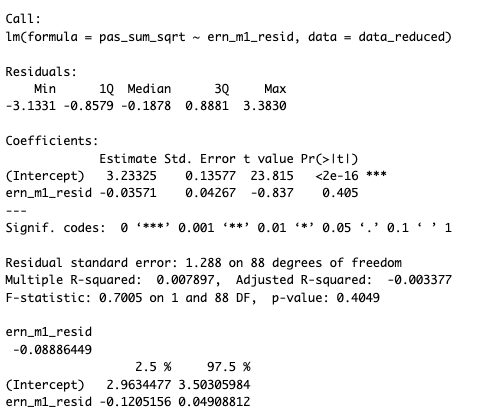 Call:
lm(formula = pas_sum_sqrt ~ ern_m1_resid, data = data_reduced)
Residuals:
Min 1Q Median 3Q Max
-3.1331 -0.8579 -0.1878 0.8881 3.3830
Coefficients:
Estimate Std. Error t value Pr(>|t|)
(Intercept) 3.23325 0.13577 23.815 <2e-16 ***
ern_m1_resid -0.03571 0.04267 -0.837 0.405
---
Signif. codes: 0 ‘***’ 0.001 ‘**’ 0.01 ‘*’ 0.05 ‘.’ 0.1 ‘ ’ 1
Residual standard error: 1.288 on 88 degrees of freedom
Multiple R-squared: 0.007897, Adjusted R-squared: -0.003377
F-statistic: 0.7005 on 1 and 88 DF, p-value: 0.4049
ern_m1_resid
-0.08886449
2.5 % 97.5 %
(Intercept) 2.9634477 3.50305984
ern_m1_resid -0.1205156 0.04908812